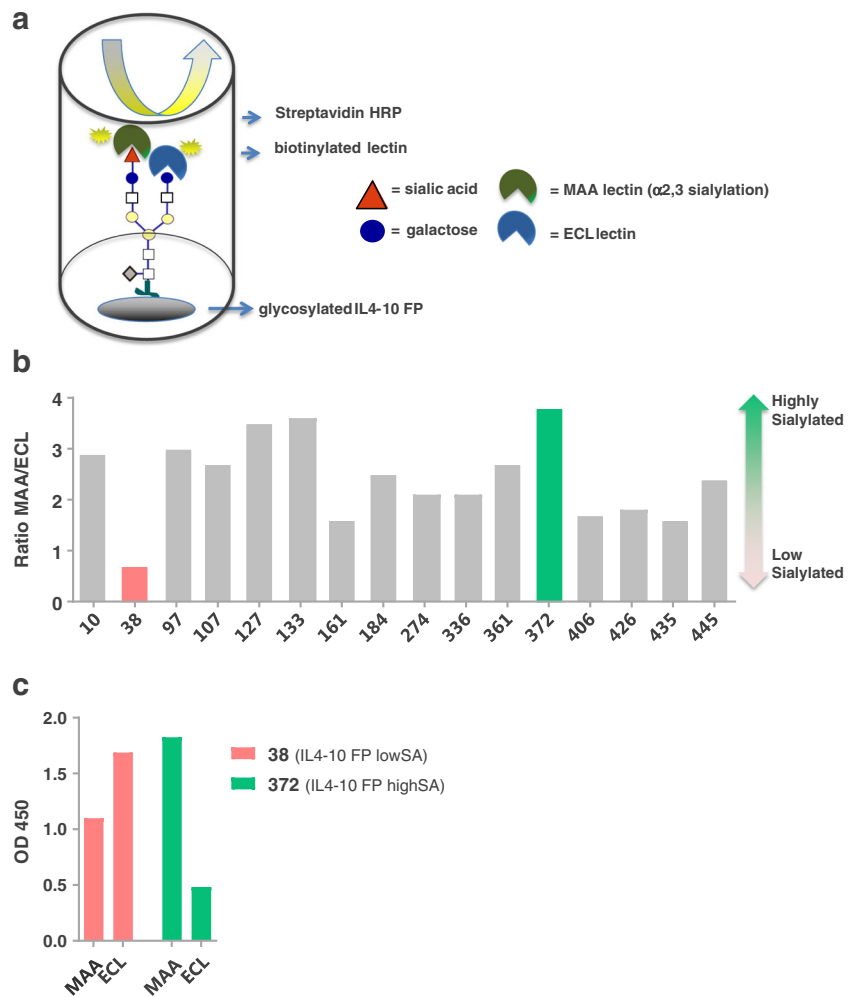 a
Streptavidin HRP
biotinylated lectin
= sialic acid
= MAA lectin (α2,3 sialylation)
= galactose
= ECL lectin
glycosylated IL4-10 FP
b
Ratio MAA/ECL
4
3
2
1
0
10 38 97 107 127 133 161 184 274 336 361 372 406 426 435 445
Highly
Sialylated
Low
Sialylated
c
OD 450
2.0
1.5
1.0
0.5
0.0
MAA ECL MAA ECL
38 (IL4-10 FP lowSA)
372 (IL4-10 FP highSA)